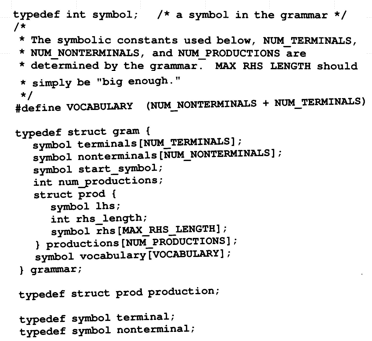 typedef int symbol;   /* a symbol in the grammar */
/*
 * The symbolic constants used below, NUM_TERMINALS,
 * NUM_NONTERMINALS, and NUM_PRODUCTIONS are
 * determined by the grammar.  MAX RHS LENGTH should
 * simply be "big enough."
 */
#define VOCABULARY  (NUM_NONTERMINALS + NUM_TERMINALS)

typedef struct gram {
   symbol terminals[NUM_TERMINALS];
   symbol nonterminals[NUM_NONTERMINALS];
   symbol start_symbol;
   int num_productions;
   struct prod {
      symbol lhs;
      int rhs_length;
      symbol rhs[MAX_RHS_LENGTH];
   } productions[NUM_PRODUCTIONS];
   symbol vocabulary[VOCABULARY];
} grammar;

typedef struct prod production;

typedef symbol terminal;
typedef symbol nonterminal;